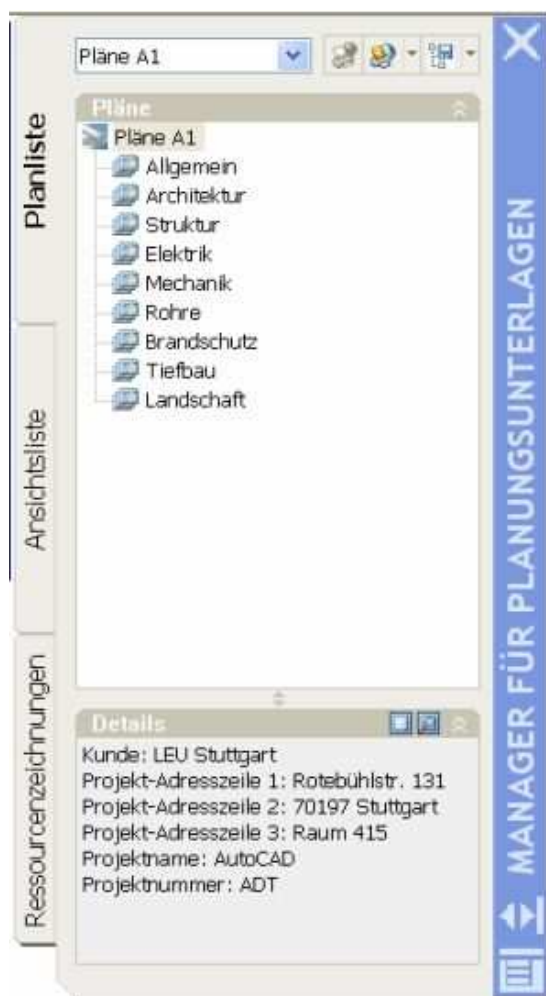 Pläne A1
Pläne
Pläne A1
Allgemein
Architektur
Struktur
Elektrik
Mechanik
Rohre
Brandschutz
Tiefbau
Landschaft
Details
Kunde: LEU Stuttgart
Projekt-Adresszeile 1: Rotebühlstr. 131
Projekt-Adresszeile 2: 70197 Stuttgart
Projekt-Adresszeile 3: Raum 415
Projektname: AutoCAD
Projektnummer: ADT
Planliste
Ansichtsliste
Ressourcenzeichnungen
MANAGER FÜR PLANUNGSUNTERLAGEN